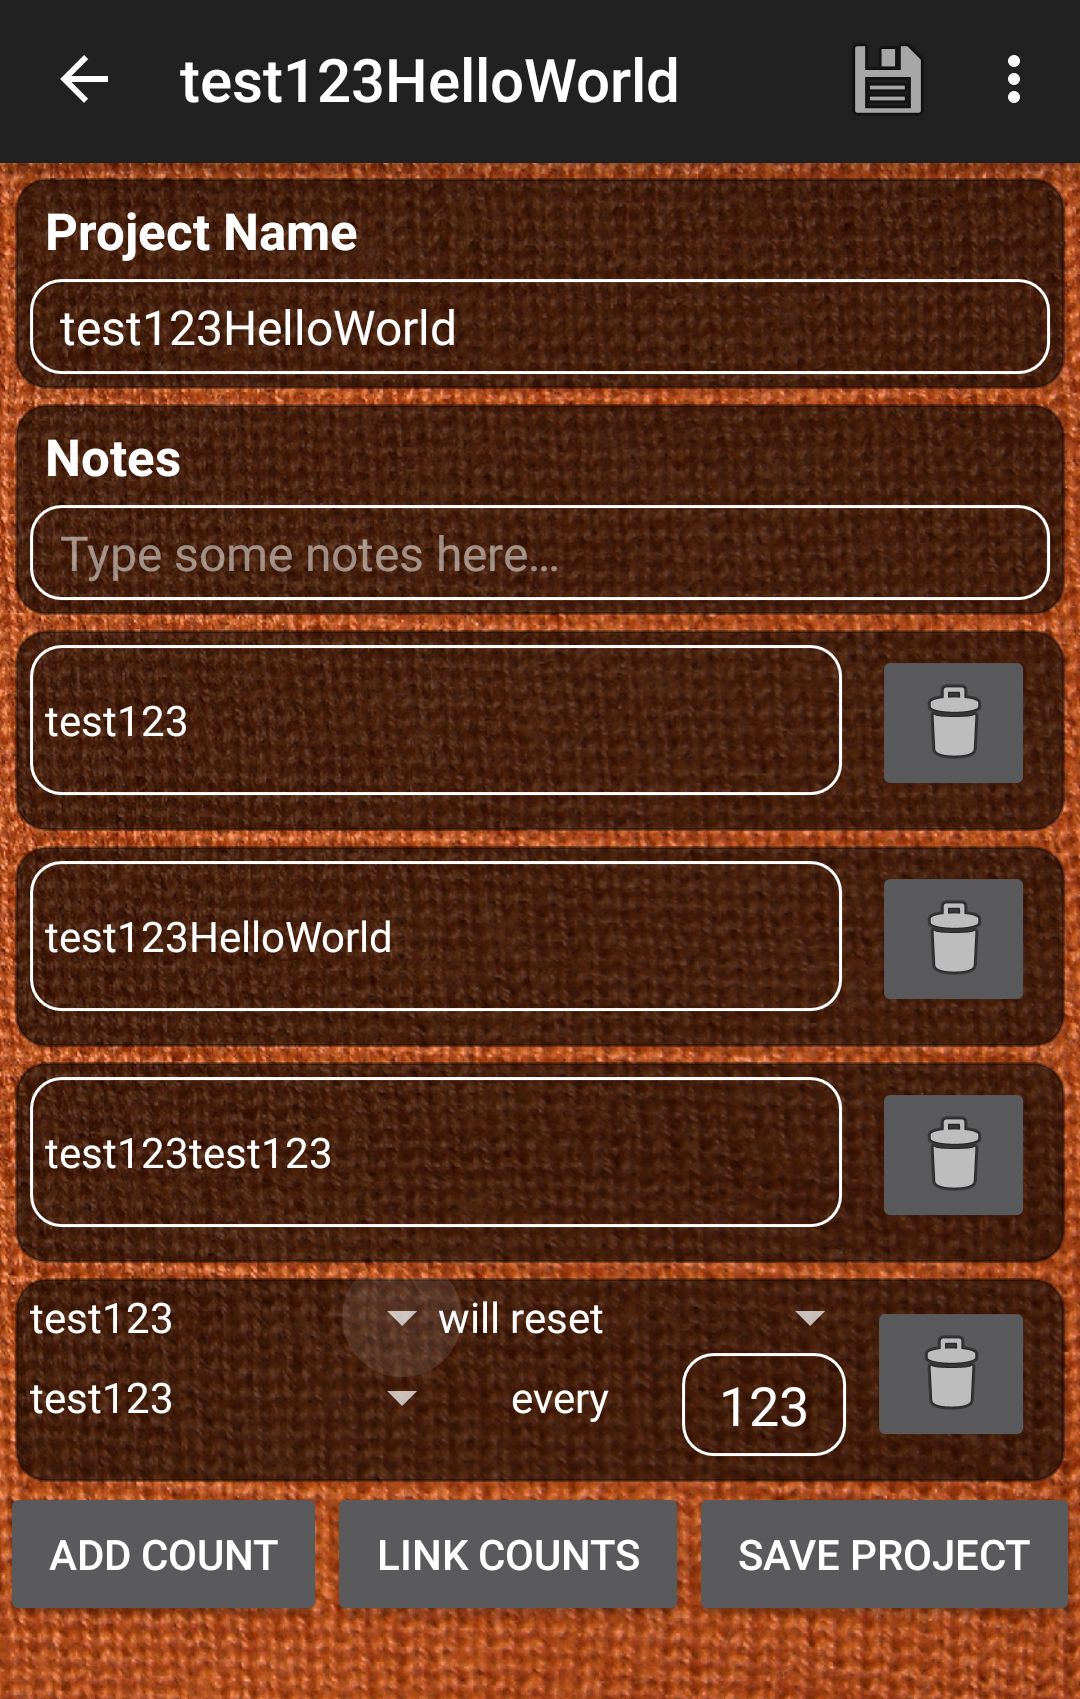 test123HelloWorld
Project Name
test123HelloWorld
Notes
Type some notes here...
test123
test123HelloWorld
test123test123
test123 will reset
test123 every 123
ADD COUNT LINK COUNTS SAVE PROJECT